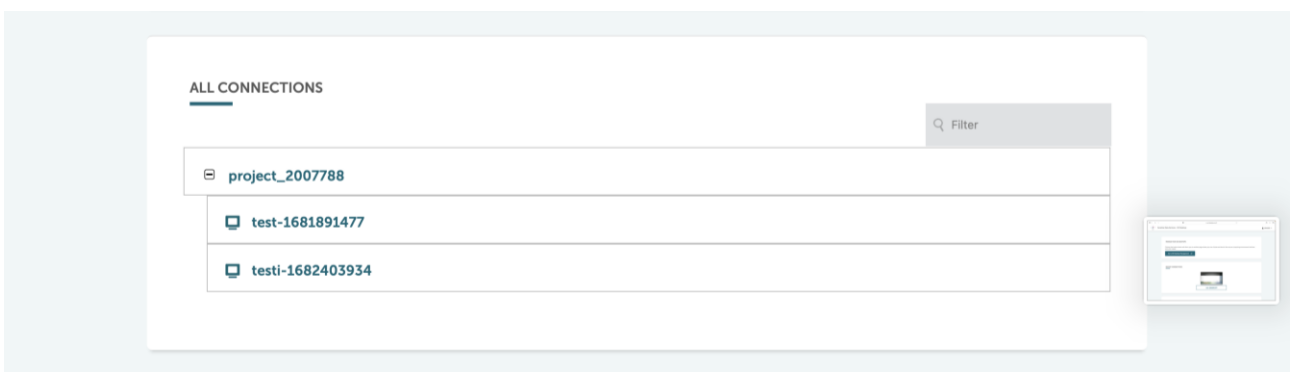 ALL CONNECTIONS
Filter
project_2007788
test-1681891477
testi-1682403934